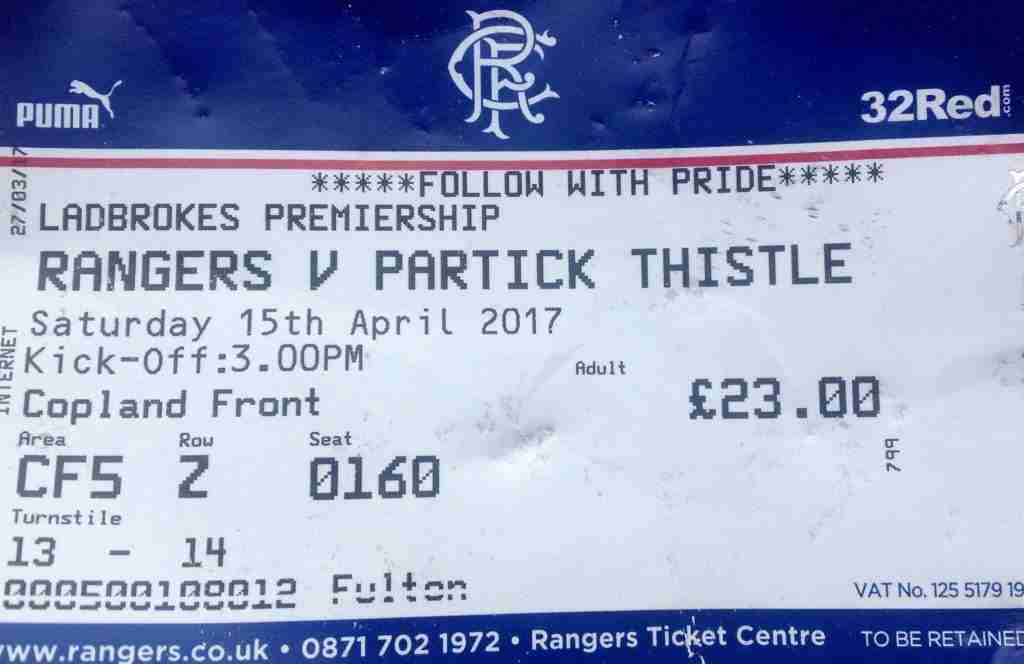 PUMA
32Red.com
27/03/17
*****FOLLOW WITH PRIDE*****
LADBROKES PREMIERSHIP
RANGERS V PARTICK THISTLE
Saturday 15th April 2017
Kick-Off:3.00PM
INTERNET
Adult
£23.00
Copland Front
Area Row Seat
CF5 Z 0160
799
Turnstile
13 - 14
000500108012 Fulton
VAT No. 125 5179 19
www.rangers.co.uk • 0871 702 1972 • Rangers Ticket Centre TO BE RETAINED